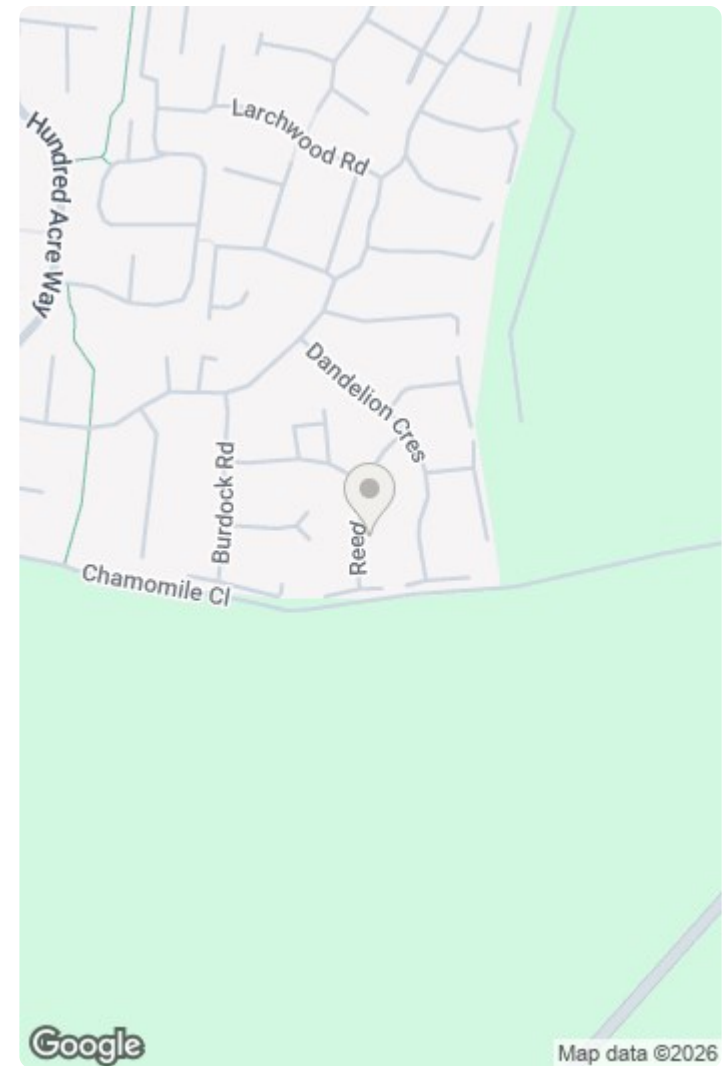 Larchwood Rd
Hundred Acre Way
Dandelion Cres
Burdock Rd
Reed
Chamomile Cl
Google
Map data ©2026